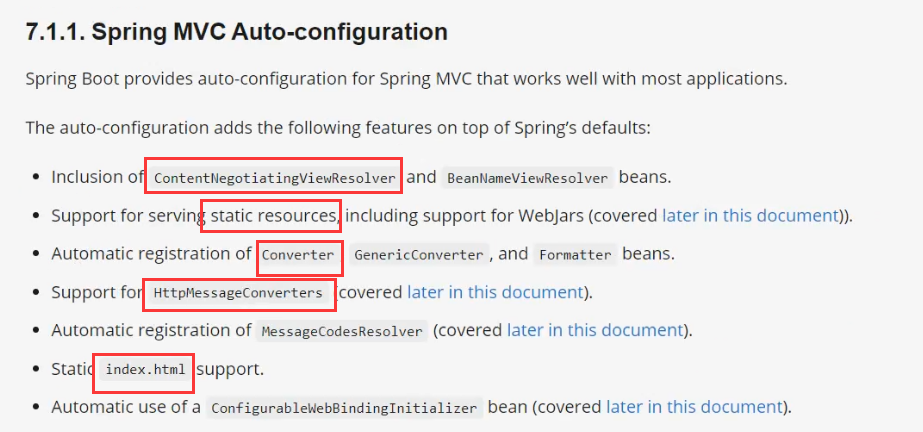 7.1.1. Spring MVC Auto-configuration
Spring Boot provides auto-configuration for Spring MVC that works well with most applications.
The auto-configuration adds the following features on top of Spring’s defaults:
• Inclusion of ContentNegotiatingViewResolver and BeanNameViewResolver beans.
• Support for serving static resources, including support for WebJars (covered later in this document)).
• Automatic registration of Converter GenericConverter, and Formatter beans.
• Support for HttpMessageConverters (covered later in this document).
• Automatic registration of MessageCodesResolver (covered later in this document).
• Static index.html support.
• Automatic use of a ConfigurableWebBindingInitializer bean (covered later in this document).